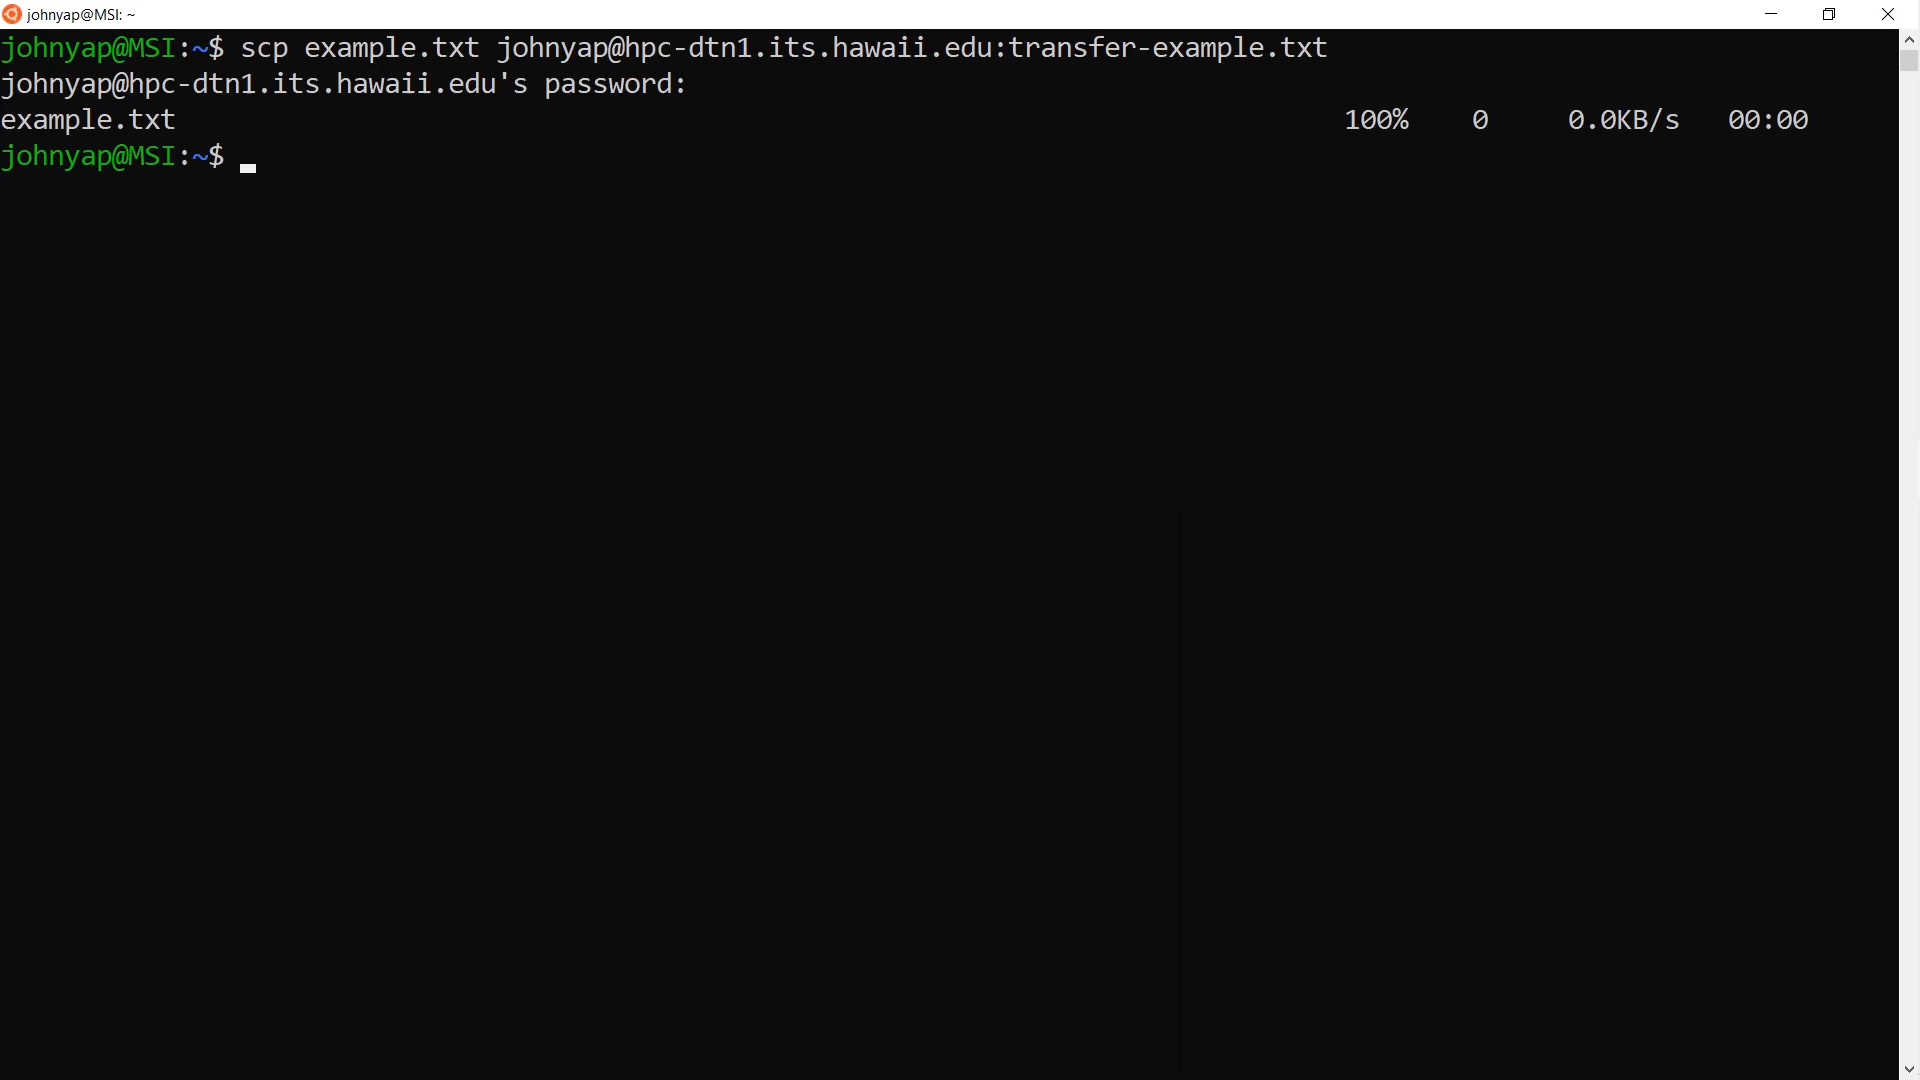 johnyap@MSI: ~
johnyap@MSI:~$ scp example.txt johnyap@hpc-dtn1.its.hawaii.edu:transfer-example.txt
johnyap@hpc-dtn1.its.hawaii.edu's password:
example.txt 100% 0 0.0KB/s 00:00
johnyap@MSI:~$